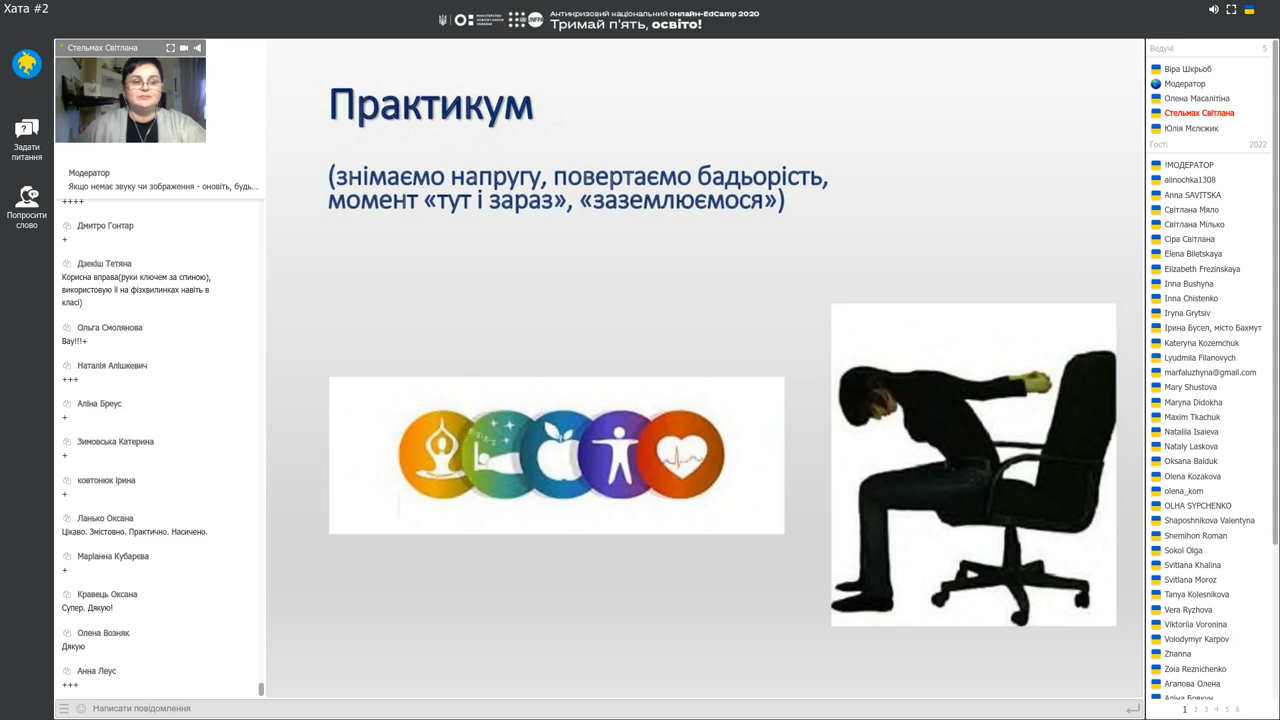 Хата #2
МІНІСТЕРСТВО
ОСВІТИ І НАУКИ
УКРАЇНИ
Антикризовий національний онлайн-EdCamp 2020
Тримай п'ять, освіто!
Задати
питання
Попросити
слово
Стельмах Світлана
Модератор
Якщо немає звуку чи зображення - оновіть, будь...
++++
Дмитро Гонтар
+
Дзекіш Тетяна
Корисна вправа(руки ключем за спиною),
використовую її на фізхвилинках навіть в
класі)
Ольга Смолянова
Вау!!!+
Наталія Алішкевич
+++
Аліна Бреус
+
Зимовська Катерина
+
ковтонюк ірина
+
Ланько Оксана
Цікаво. Змістовно. Практично. Насичено.
Маріанна Кубарєва
+
Кравець Оксана
Супер. Дякую!
Олена Возняк
Дякую
Анна Леус
+++
Написати повідомлення
Практикум
(знімаємо напругу, повертаємо бадьорість,
момент «тут і зараз», «заземлюємося»)
Ведучі 5
Віра Шкрьоб
Модератор
Олена Масалітіна
Стельмах Світлана
Юлія Мєлєжик
Гості 2022
!МОДЕРАТОР
alinochka1308
Anna SAVITSKA
Світлана Мяло
Світлана Мілько
Сіра Світлана
Elena Biletskaya
Elizabeth Frezinskaya
Inna Bushyna
Inna Chistenko
Iryna Grytsiv
Ірина Бусел, місто Бахмут
Kateryna Kozemchuk
Lyudmila Filanovych
marfaluzhyna@gmail.com
Mary Shustova
Maryna Didokha
Maxim Tkachuk
Nataliia Isaieva
Nataly Laskova
Oksana Balduk
Olena Kozakova
olena_kom
OLHA SYPCHENKO
Shaposhnikova Valentyna
Shemihon Roman
Sokol Olga
Svitlana Khalina
Svitlana Moroz
Tanya Kolesnikova
Vera Ryzhova
Viktoriia Voronina
Volodymyr Karpov
Zhanna
Zola Reznichenko
Агапова Олена
Аліна Бовкун
1 2 3 4 5 6